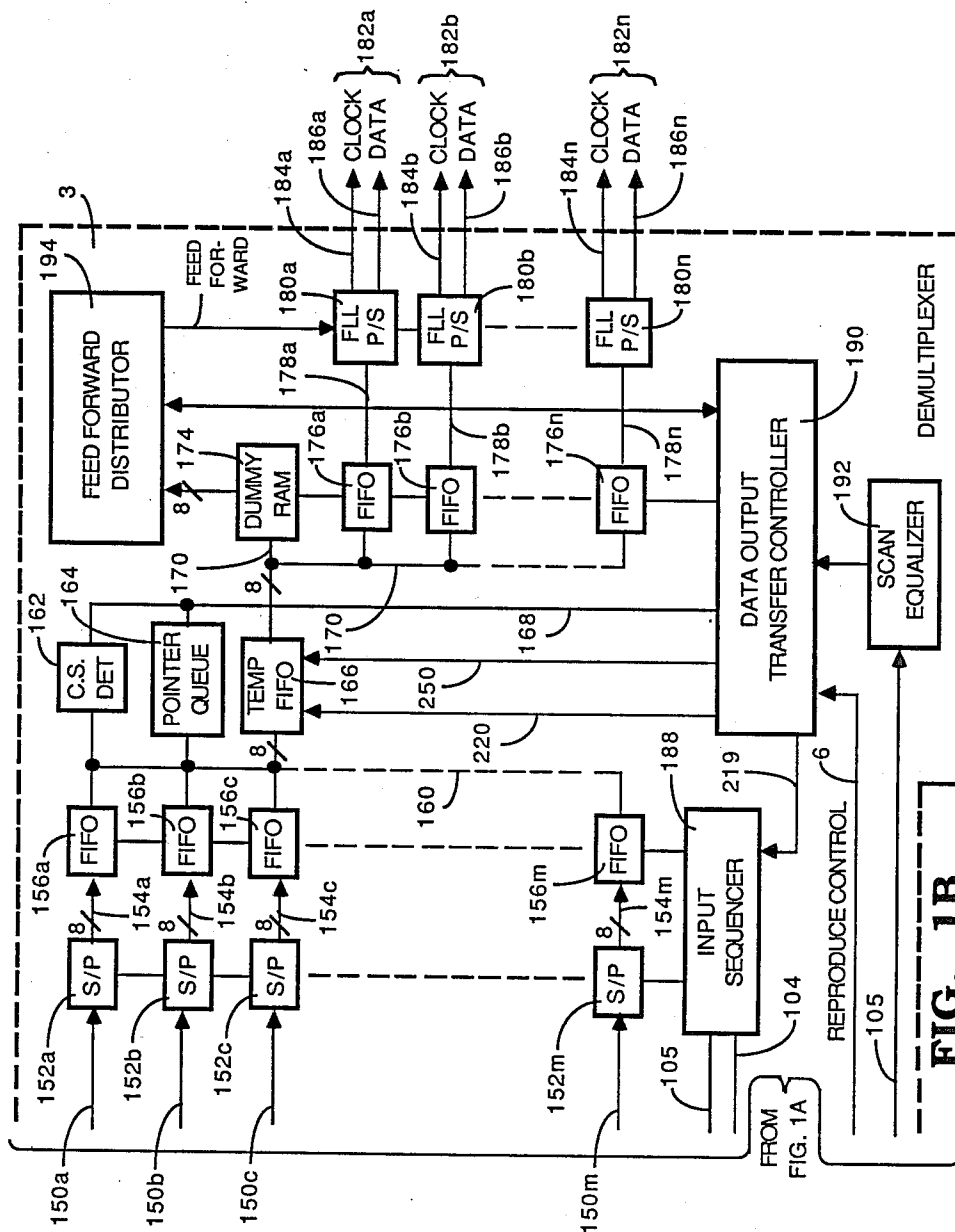 3
194
FEED FORWARD
DISTRIBUTOR
FEED
FOR-
WARD
162
164
C.S.
DET
POINTER
QUEUE
TEMP
FIFO
166
8
8
170
170
174
8
DUMMY
RAM
168
250
220
156a
156b
156c
156m
FIFO
FIFO
FIFO
FIFO
160
8
154a
8
154b
8
154c
8
154m
152a
152b
152c
152m
S/P
S/P
S/P
S/P
150a
150b
150c
150m
176a
176b
176n
FIFO
FIFO
FIFO
178a
178b
178n
180a
180b
180n
FLL
P/S
FLL
P/S
FLL
P/S
184a
186a
184b
186b
184n
186n
CLOCK
DATA
CLOCK
DATA
CLOCK
DATA
182a
182b
182n
188
INPUT
SEQUENCER
219
DATA OUTPUT
TRANSFER CONTROLLER
190
192
SCAN
EQUALIZER
DEMULTIPLEXER
105
104
FROM
FIG. 1A
REPRODUCE CONTROL
6
105
FIG. 1B